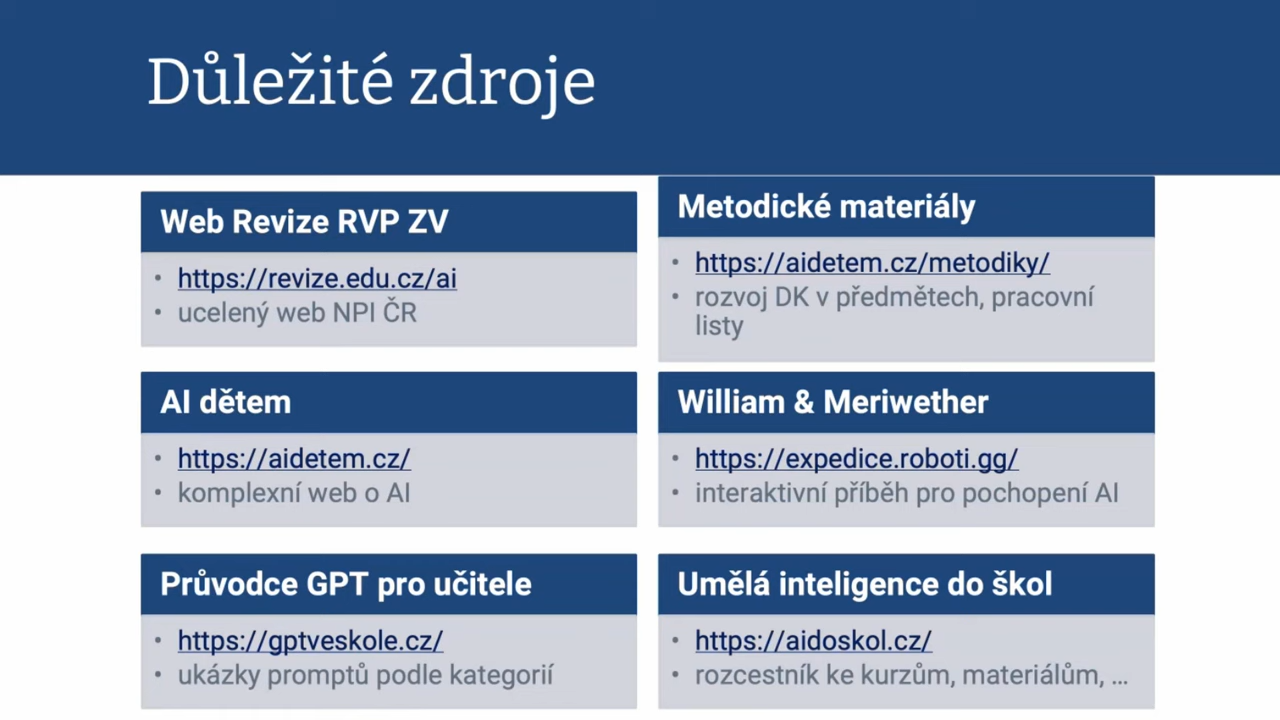 Důležité zdroje
Web Revize RVP ZV
• https://revize.edu.cz/ai
• ucelený web NPI ČR
Metodické materiály
• https://aidetem.cz/metodiky/
• rozvoj DK v předmětech, pracovní
listy
AI dětem
• https://aidetem.cz/
• komplexní web o AI
William & Meriwether
• https://expedice.roboti.gg/
• interaktivní příběh pro pochopení AI
Průvodce GPT pro učitele
• https://gptveskole.cz/
• ukázky promptů podle kategorií
Umělá inteligence do škol
• https://aidoskol.cz/
• rozcestník ke kurzům, materiálům, …